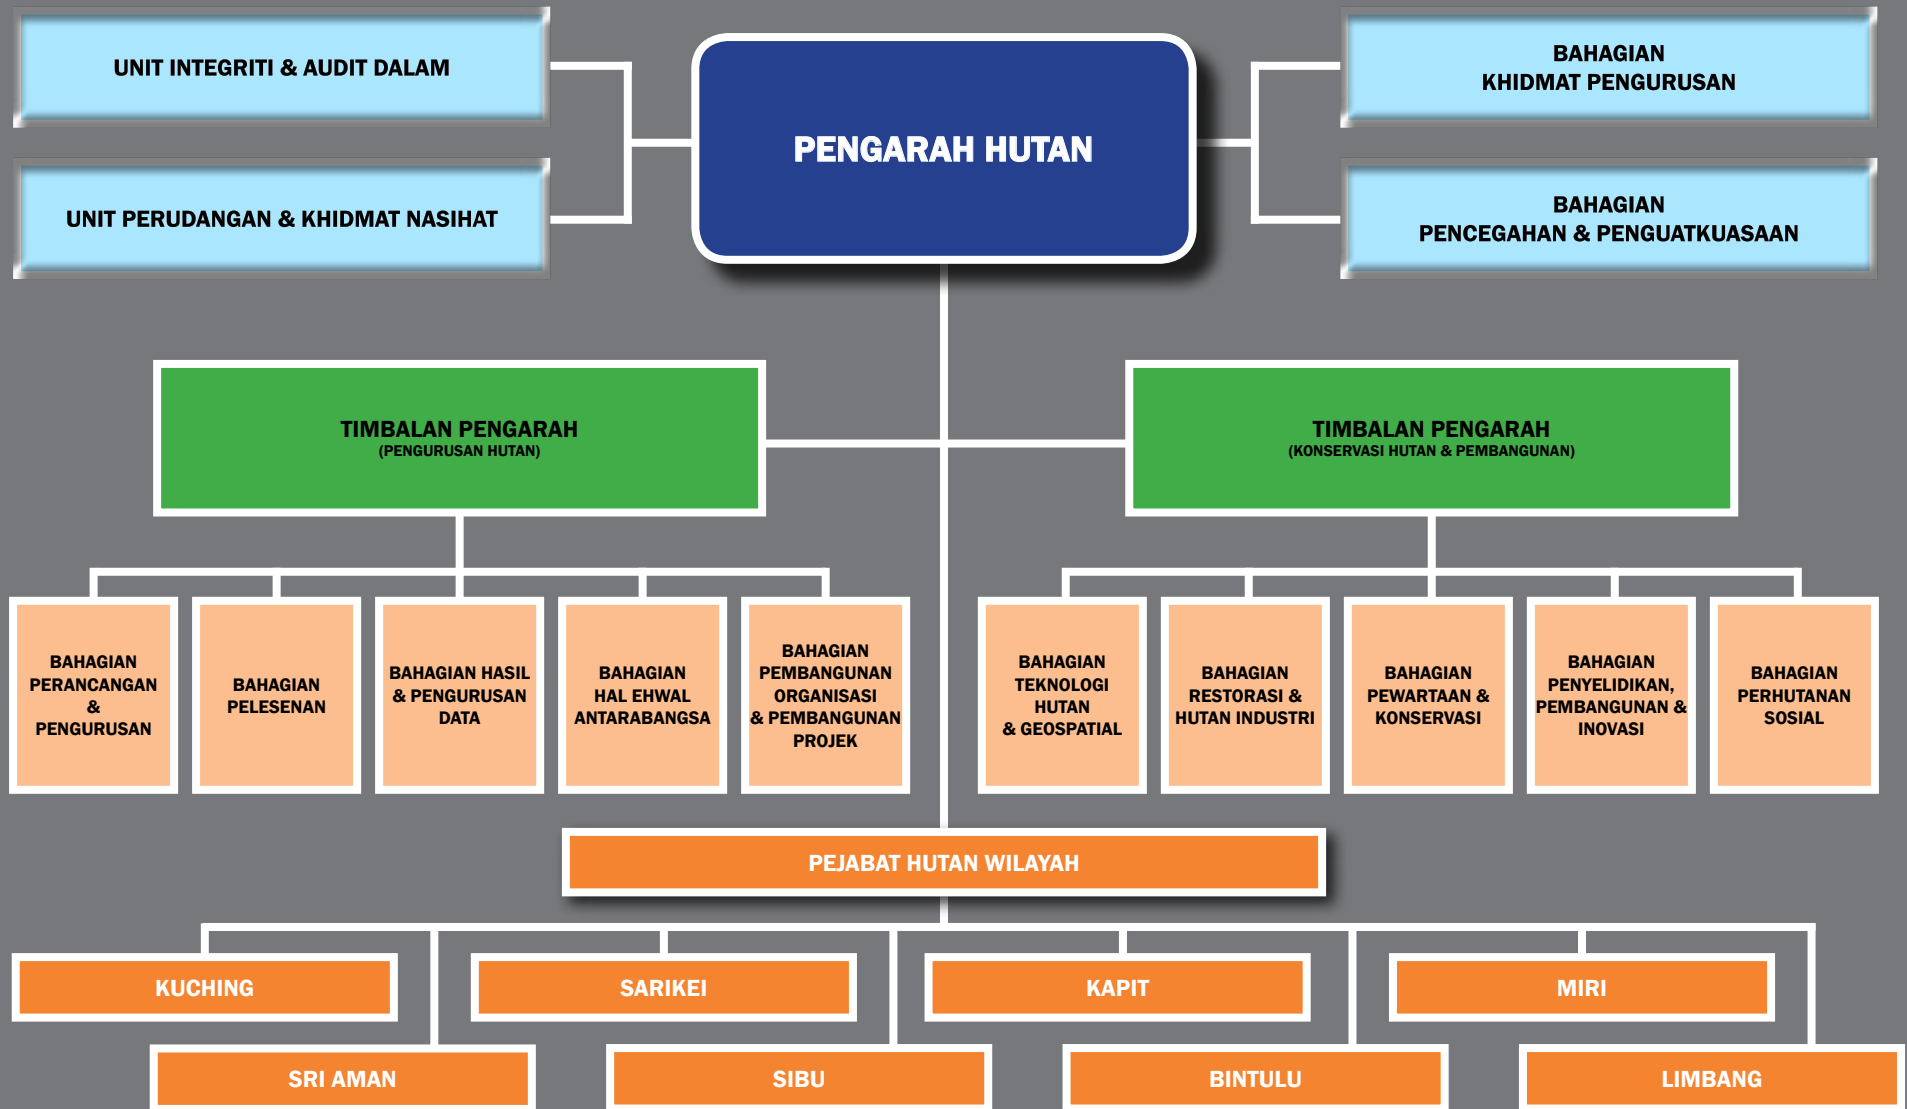 UNIT INTEGRITI & AUDIT DALAM
UNIT PERUDANGAN & KHIDMAT NASIHAT
PENGARAH HUTAN
BAHAGIAN
KHIDMAT PENGURUSAN
BAHAGIAN
PENCEGAHAN & PENGUATKUASAAN
TIMBALAN PENGARAH
(PENGURUSAN HUTAN)
TIMBALAN PENGARAH
(KONSERVASI HUTAN & PEMBANGUNAN)
BAHAGIAN
PERANCANGAN
&
PENGURUSAN
BAHAGIAN
PELESENAN
BAHAGIAN HASIL
& PENGURUSAN
DATA
BAHAGIAN
HAL EHWAL
ANTARABANGSA
BAHAGIAN
PEMBANGUNAN
ORGANISASI
& PEMBANGUNAN
PROJEK
BAHAGIAN
TEKNOLOGI
HUTAN
& GEOSPATIAL
BAHAGIAN
RESTORASI &
HUTAN INDUSTRI
BAHAGIAN
PEWARTAAN &
KONSERVASI
BAHAGIAN
PENYELIDIKAN,
PEMBANGUNAN &
INOVASI
BAHAGIAN
PERHUTANAN
SOSIAL
PEJABAT HUTAN WILAYAH
KUCHING
SARIKEI
KAPIT
MIRI
SRI AMAN
SIBU
BINTULU
LIMBANG